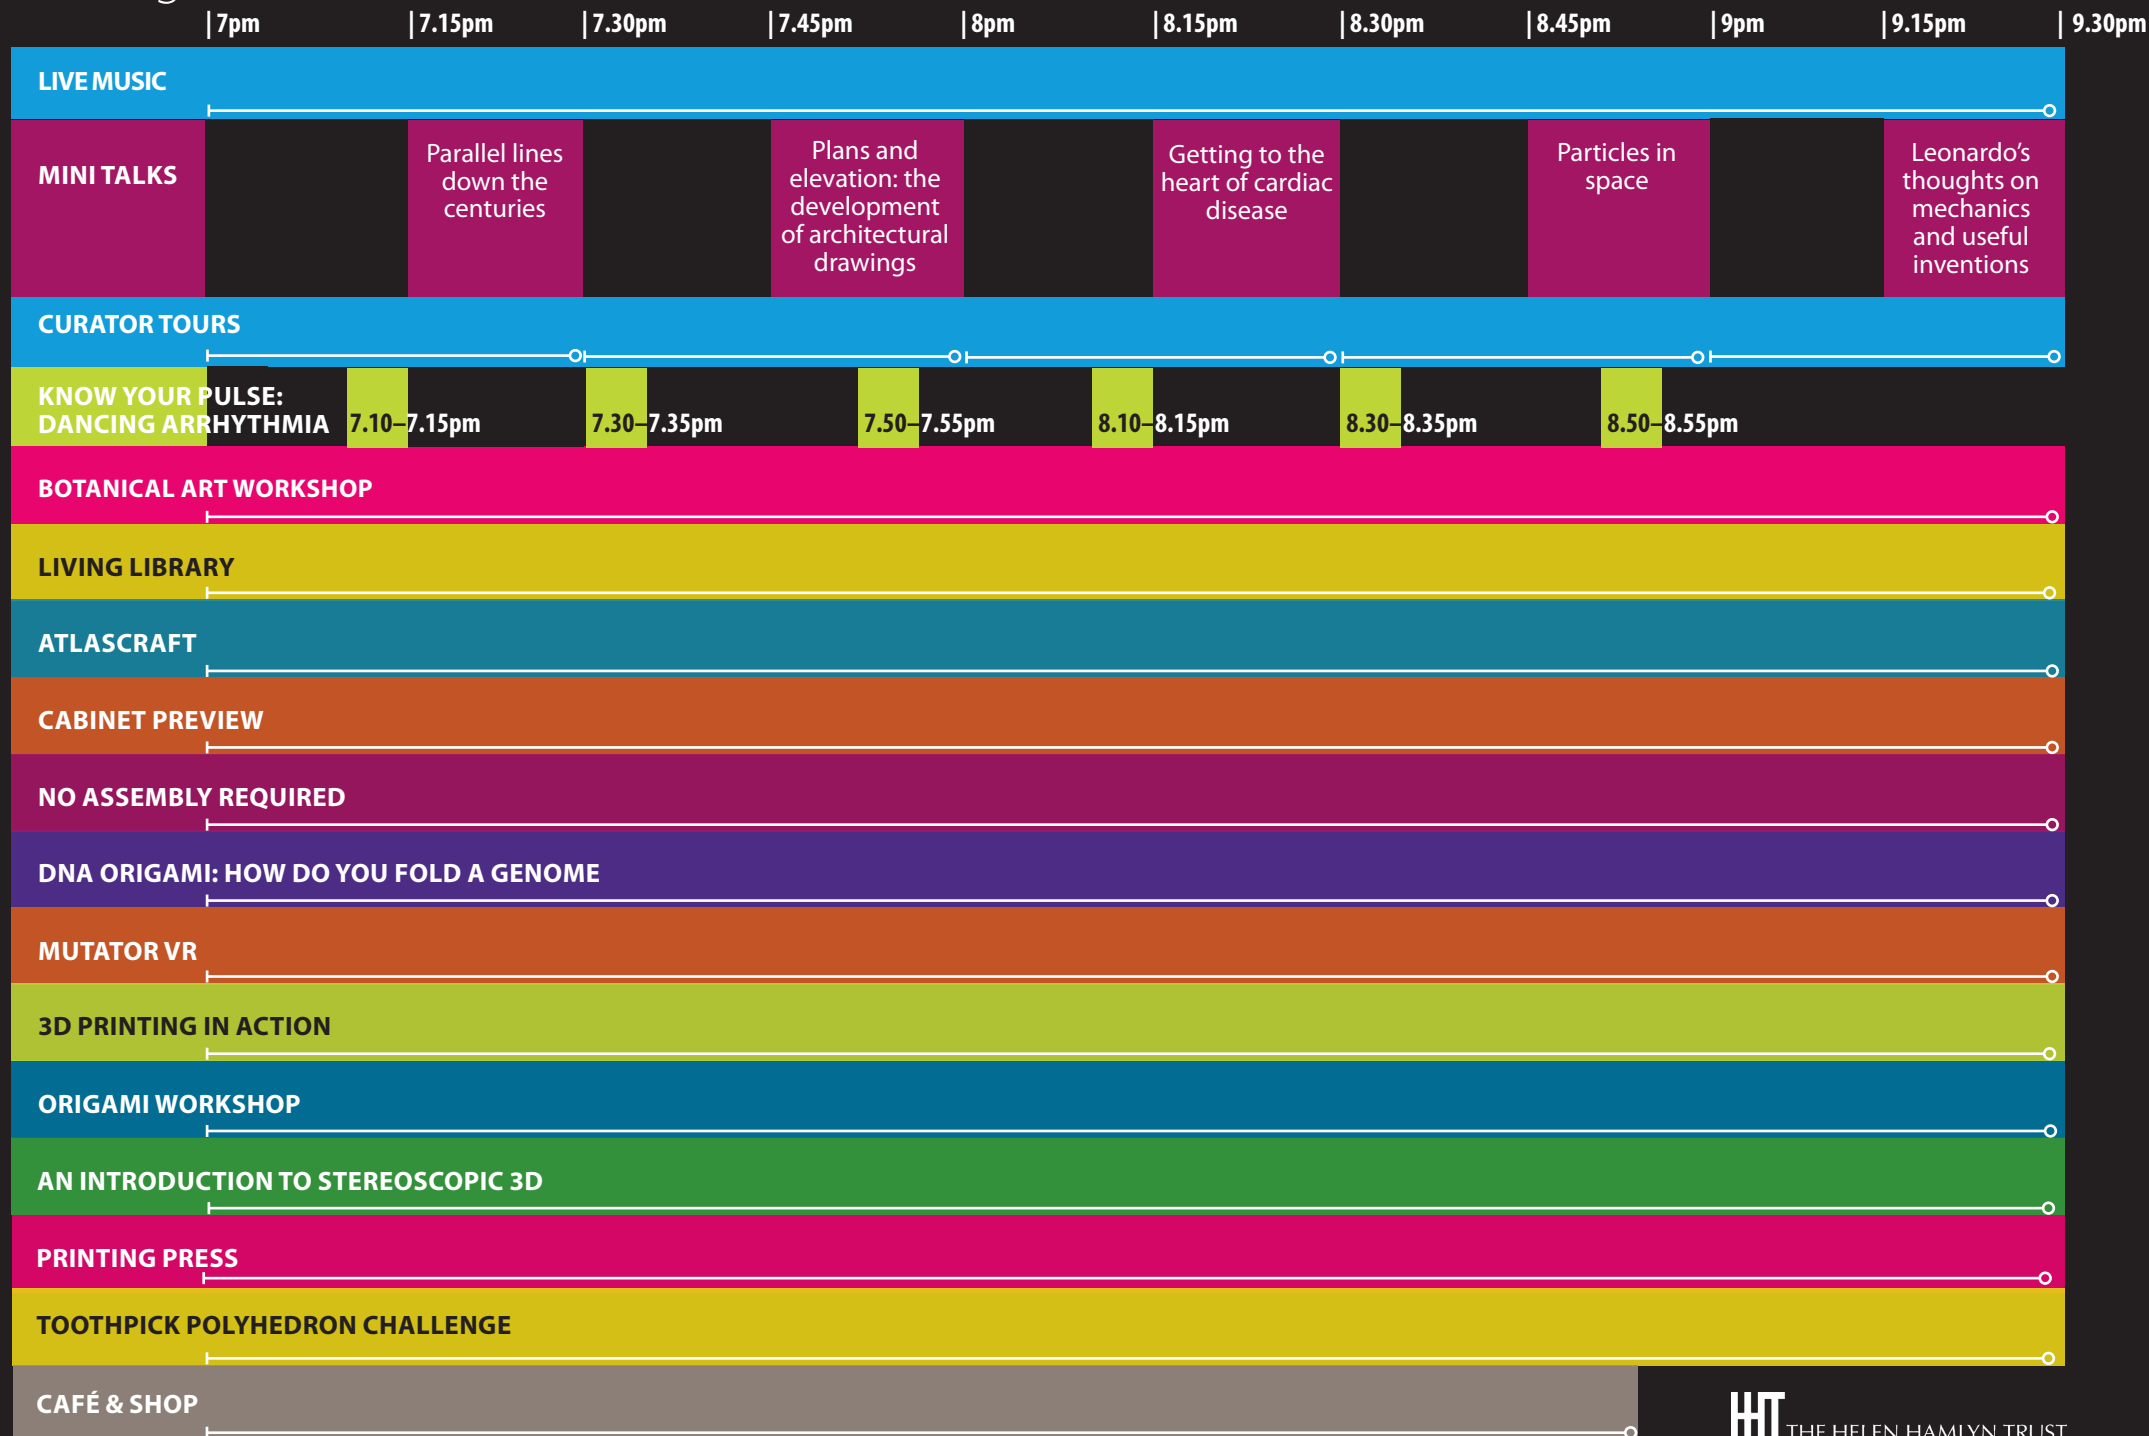 7pm 7.15pm 7.30pm 7.45pm 8pm 8.15pm 8.30pm 8.45pm 9pm 9.15pm 9.30pm
LIVE MUSIC
MINI TALKS
Parallel lines
down the
centuries
Plans and
elevation: the
development
of architectural
drawings
Getting to the
heart of cardiac
disease
Particles in
space
Leonardo’s
thoughts on
mechanics
and useful
inventions
CURATOR TOURS
KNOW YOUR PULSE:
DANCING ARRHYTHMIA
7.10–7.15pm 7.30–7.35pm 7.50–7.55pm 8.10–8.15pm 8.30–8.35pm 8.50–8.55pm
BOTANICAL ART WORKSHOP
LIVING LIBRARY
ATLASCRAFT
CABINET PREVIEW
NO ASSEMBLY REQUIRED
DNA ORIGAMI: HOW DO YOU FOLD A GENOME
MUTATOR VR
3D PRINTING IN ACTION
ORIGAMI WORKSHOP
AN INTRODUCTION TO STEREOSCOPIC 3D
PRINTING PRESS
TOOTHPICK POLYHEDRON CHALLENGE
CAFÉ & SHOP
HHT THE HELEN HAMLYN TRUST